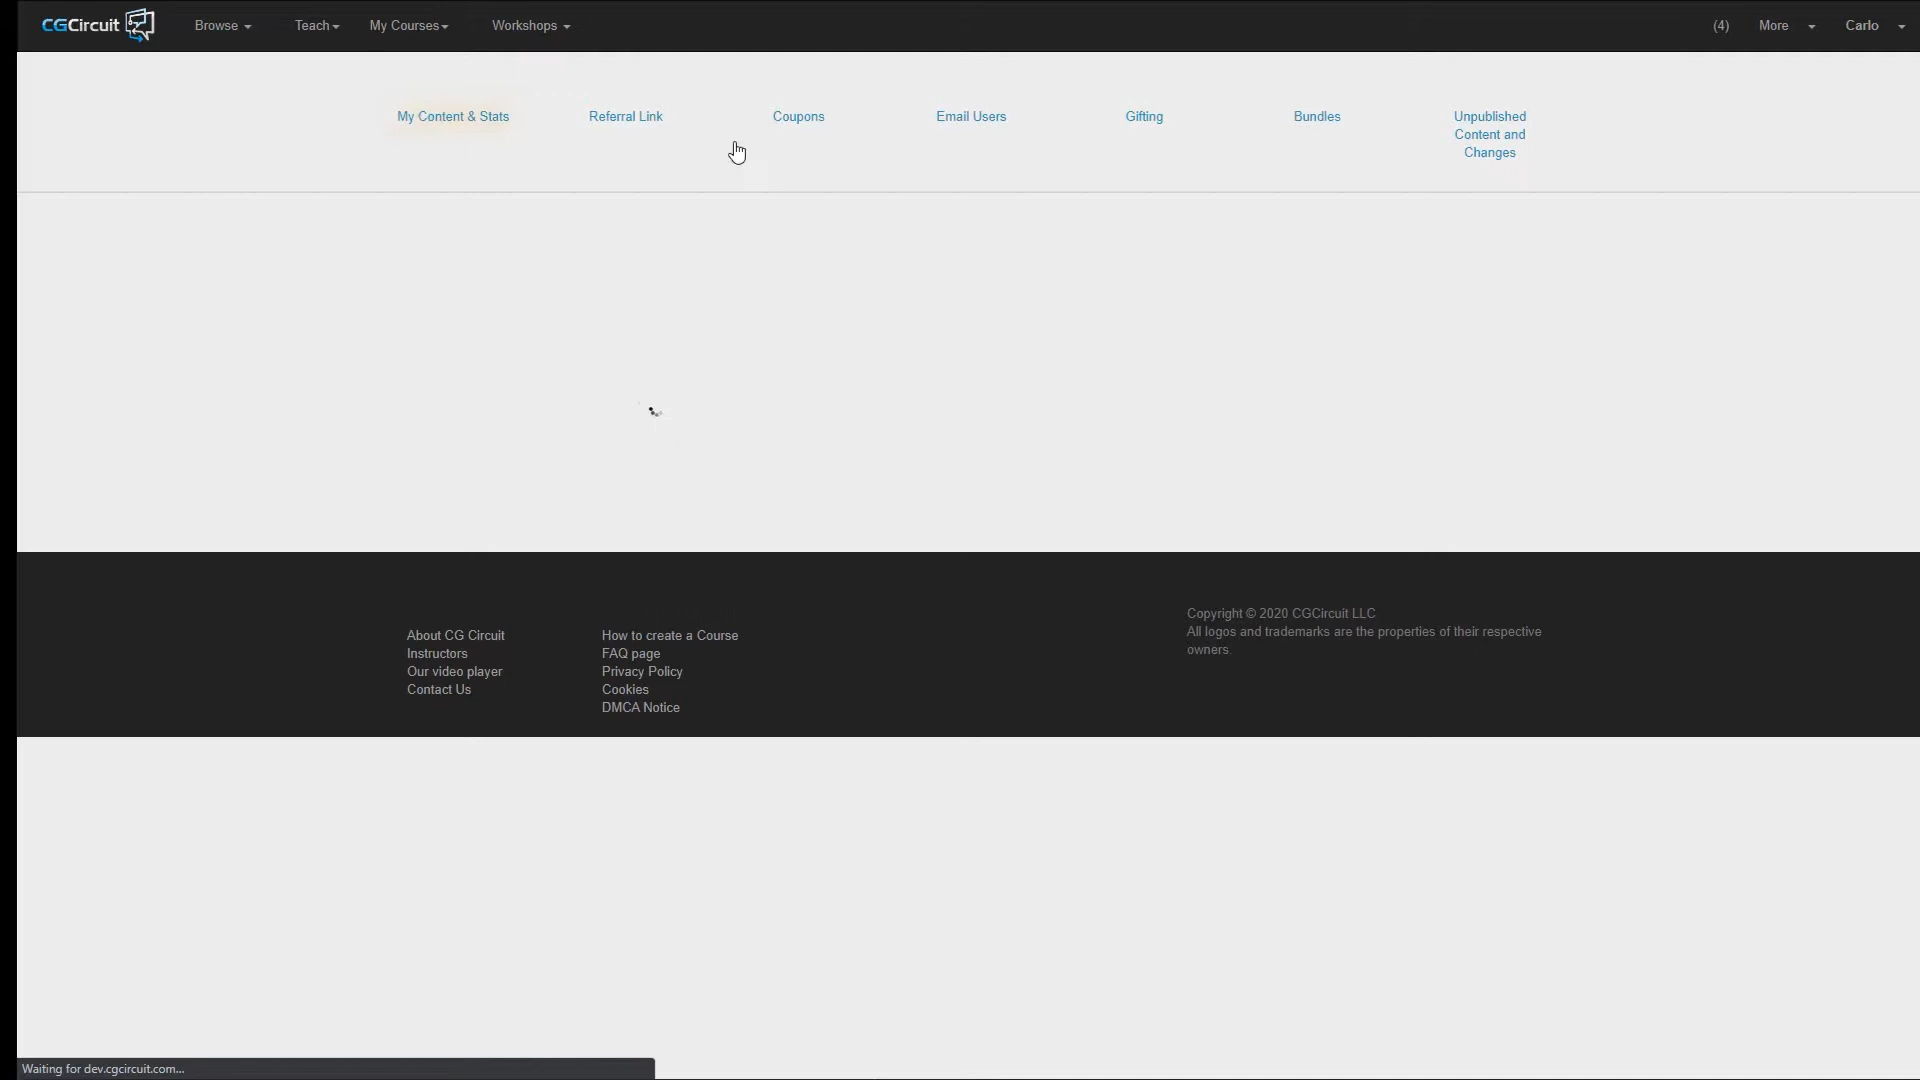 CGCircuit Browse Teach My Courses Workshops (4) More Carlo
My Content & Stats Referral Link Coupons Email Users Gifting Bundles Unpublished
Content and
Changes
About CG Circuit
Instructors
Our video player
Contact Us
How to create a Course
FAQ page
Privacy Policy
Cookies
DMCA Notice
Copyright © 2020 CGCircuit LLC
All logos and trademarks are the properties of their respective
owners.
Waiting for dev.cgcircuit.com...